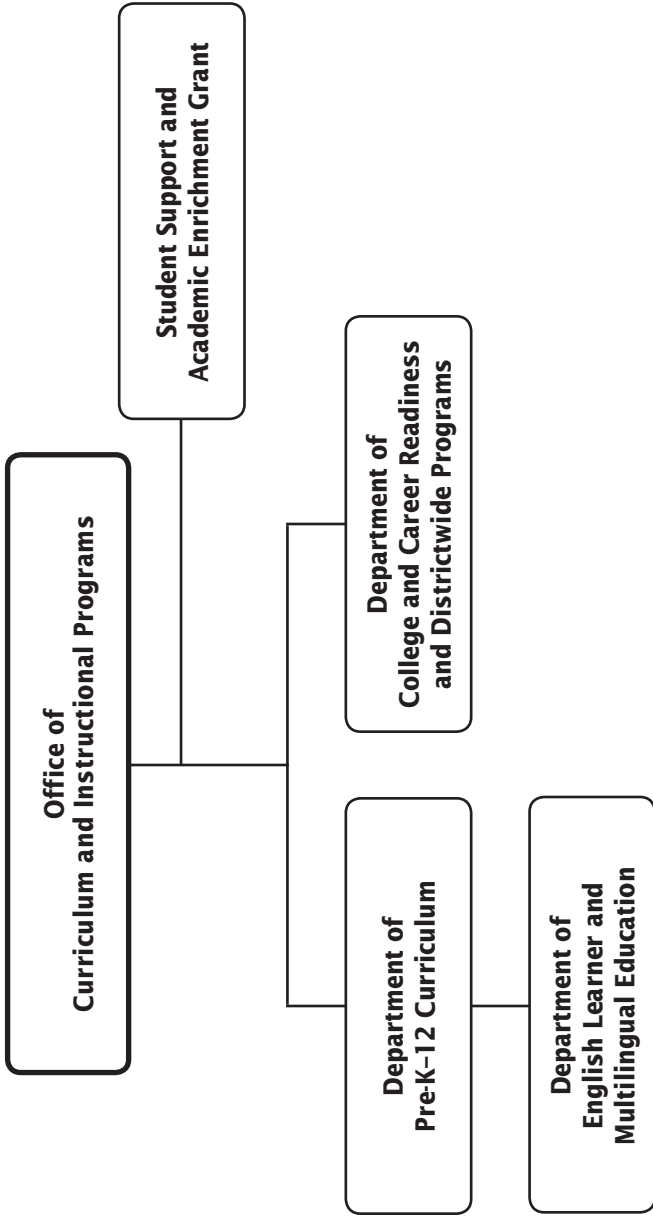 Office of
Curriculum and Instructional Programs
Student Support and
Academic Enrichment Grant
Department of
Pre-K–12 Curriculum
Department of
College and Career Readiness
and Districtwide Programs
Department of
English Learner and
Multilingual Education